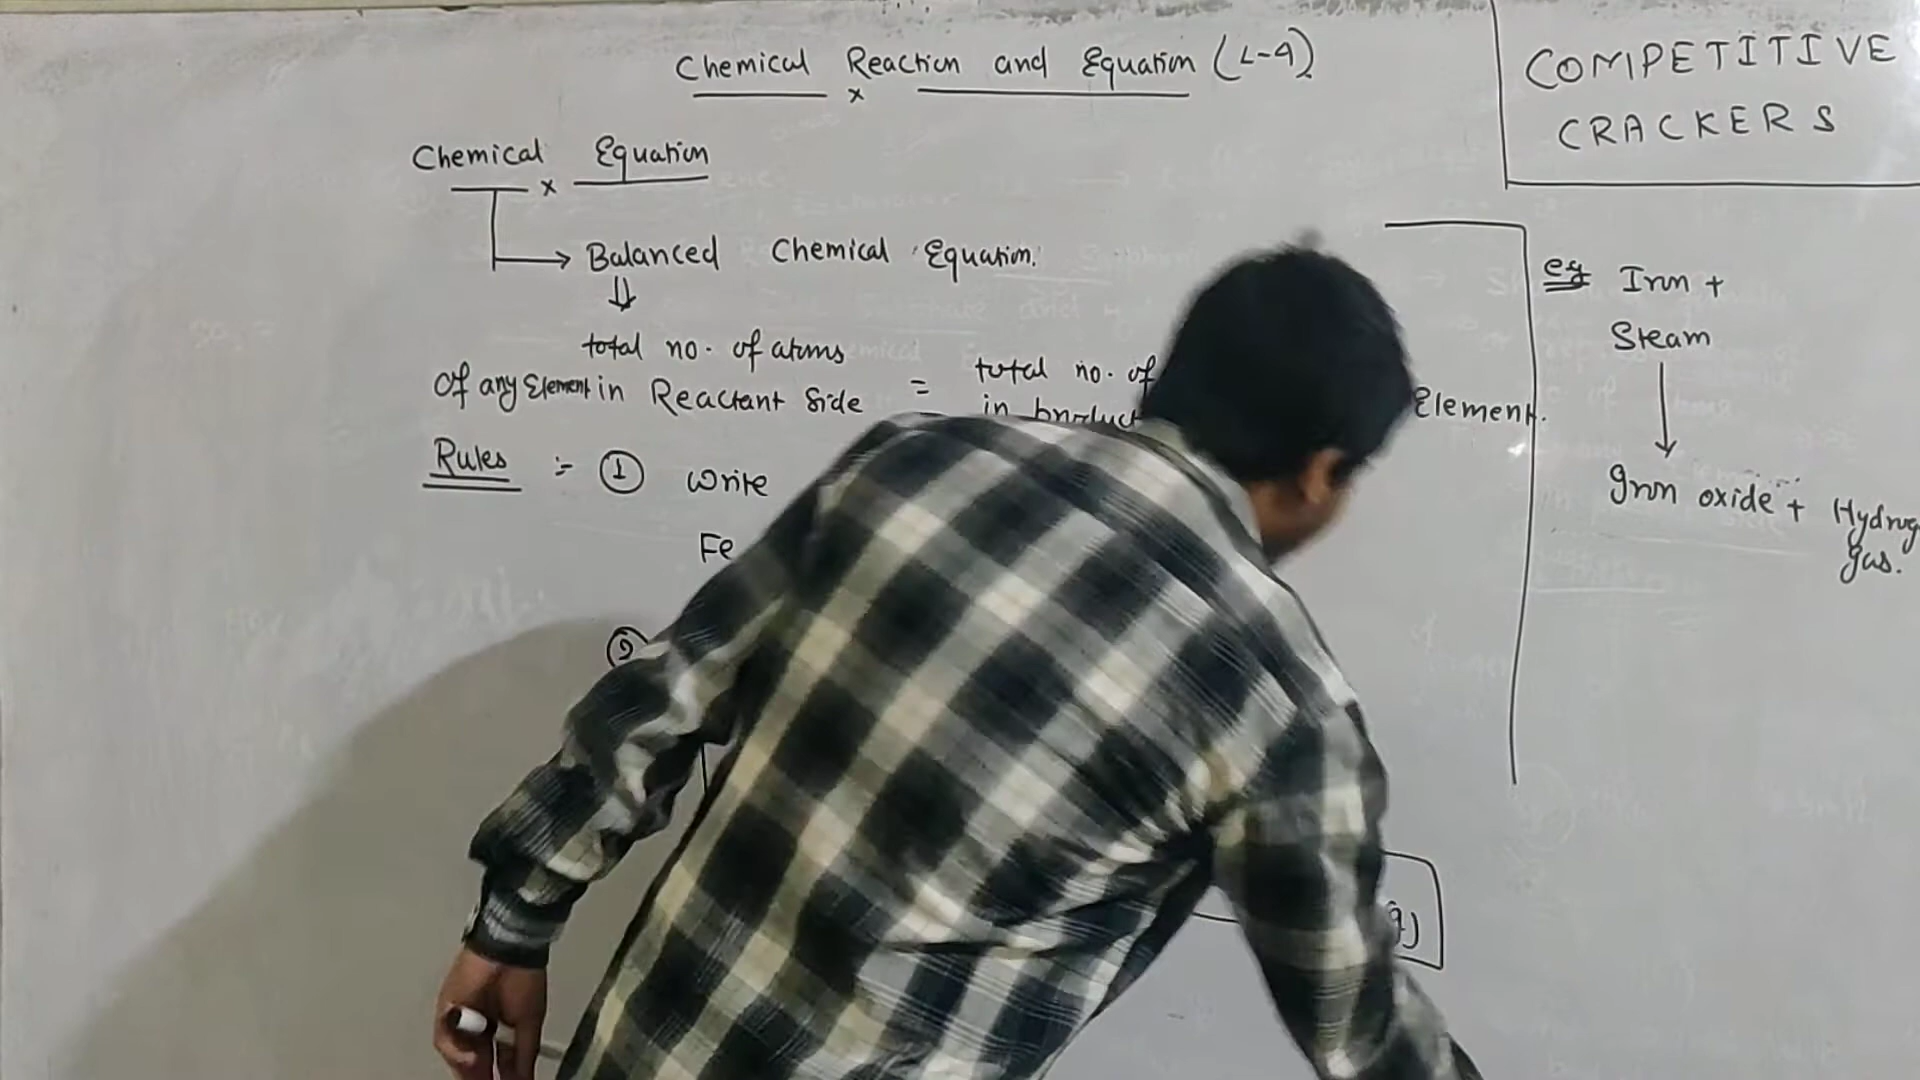 Chemical Reaction and Equation (L-4)
COMPETITIVE
CRACKERS
Chemical Equation
Balanced Chemical Equation.
total no. of atoms
of any Element in Reactant Side = total no. of
in product
Element.
Rules :- ① Write
Fe
②
g)
eg Iron +
Steam
Iron oxide + Hydrog
gas.